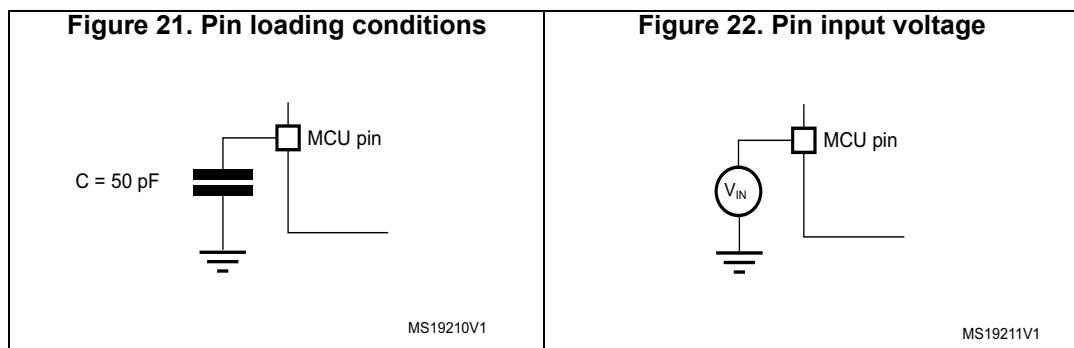 Figure 21. Pin loading conditions
MCU pin
C = 50 pF
MS19210V1
Figure 22. Pin input voltage
MCU pin
VIN
MS19211V1